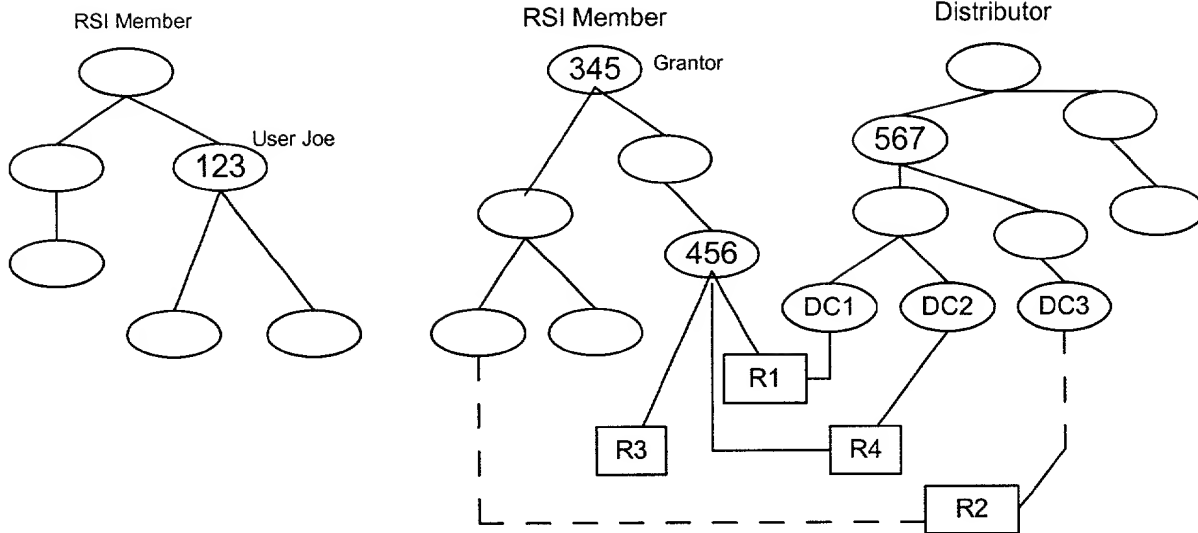 RSI Member
RSI Member
Distributor
345
Grantor
User Joe
123
567
456
DC1
DC2
DC3
R1
R3
R4
R2